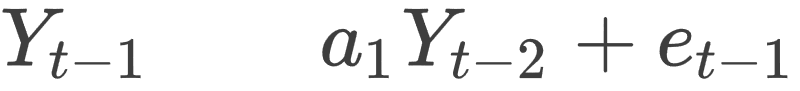 Y_{t-1} a_1 Y_{t-2} + e_{t-1}